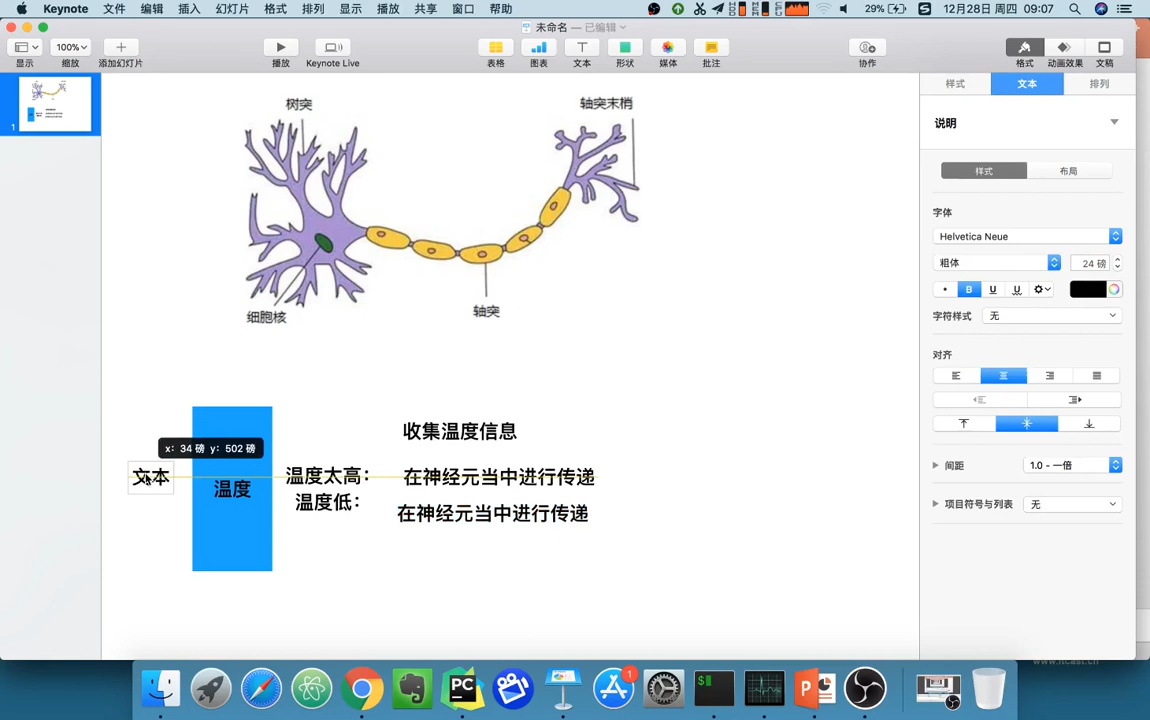 Keynote 文件 编辑 插入 幻灯片 格式 排列 显示 播放 共享 窗口 帮助
29% 12月28日 周四 09:07
未命名 — 已编辑
100%
显示 缩放 添加幻灯片 播放 Keynote Live 表格 图表 文本 形状 媒体 批注 协作 格式 动画效果 文稿
1
样式 文本 排列
说明
样式 布局
字体
Helvetica Neue
粗体 24 磅
B U U
字符样式 无
对齐
间距 1.0 - 一倍
项目符号与列表 无
树突
轴突末梢
细胞核
轴突
x: 34 磅 y: 502 磅
文本
温度
收集温度信息
温度太高: 在神经元当中进行传递
温度低: 在神经元当中进行传递
PC
1
$
P
www.itcast.cn